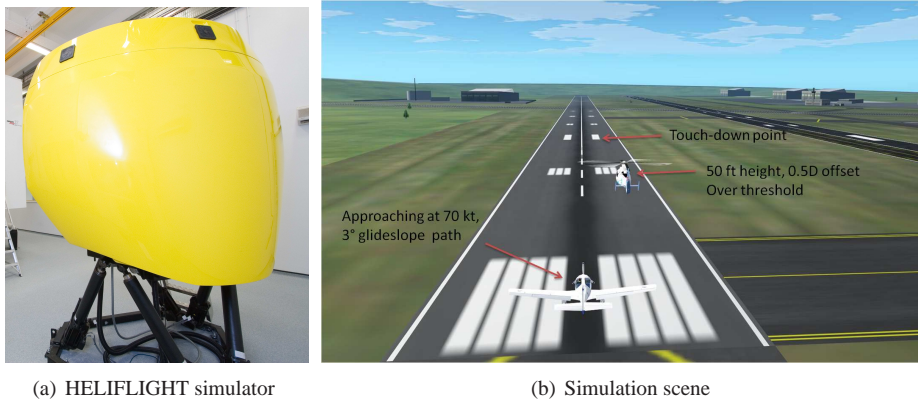 Touch-down point
50 ft height, 0.5D offset
Over threshold
Approaching at 70 kt,
3° glideslope path
(a) HELIFLIGHT simulator
(b) Simulation scene